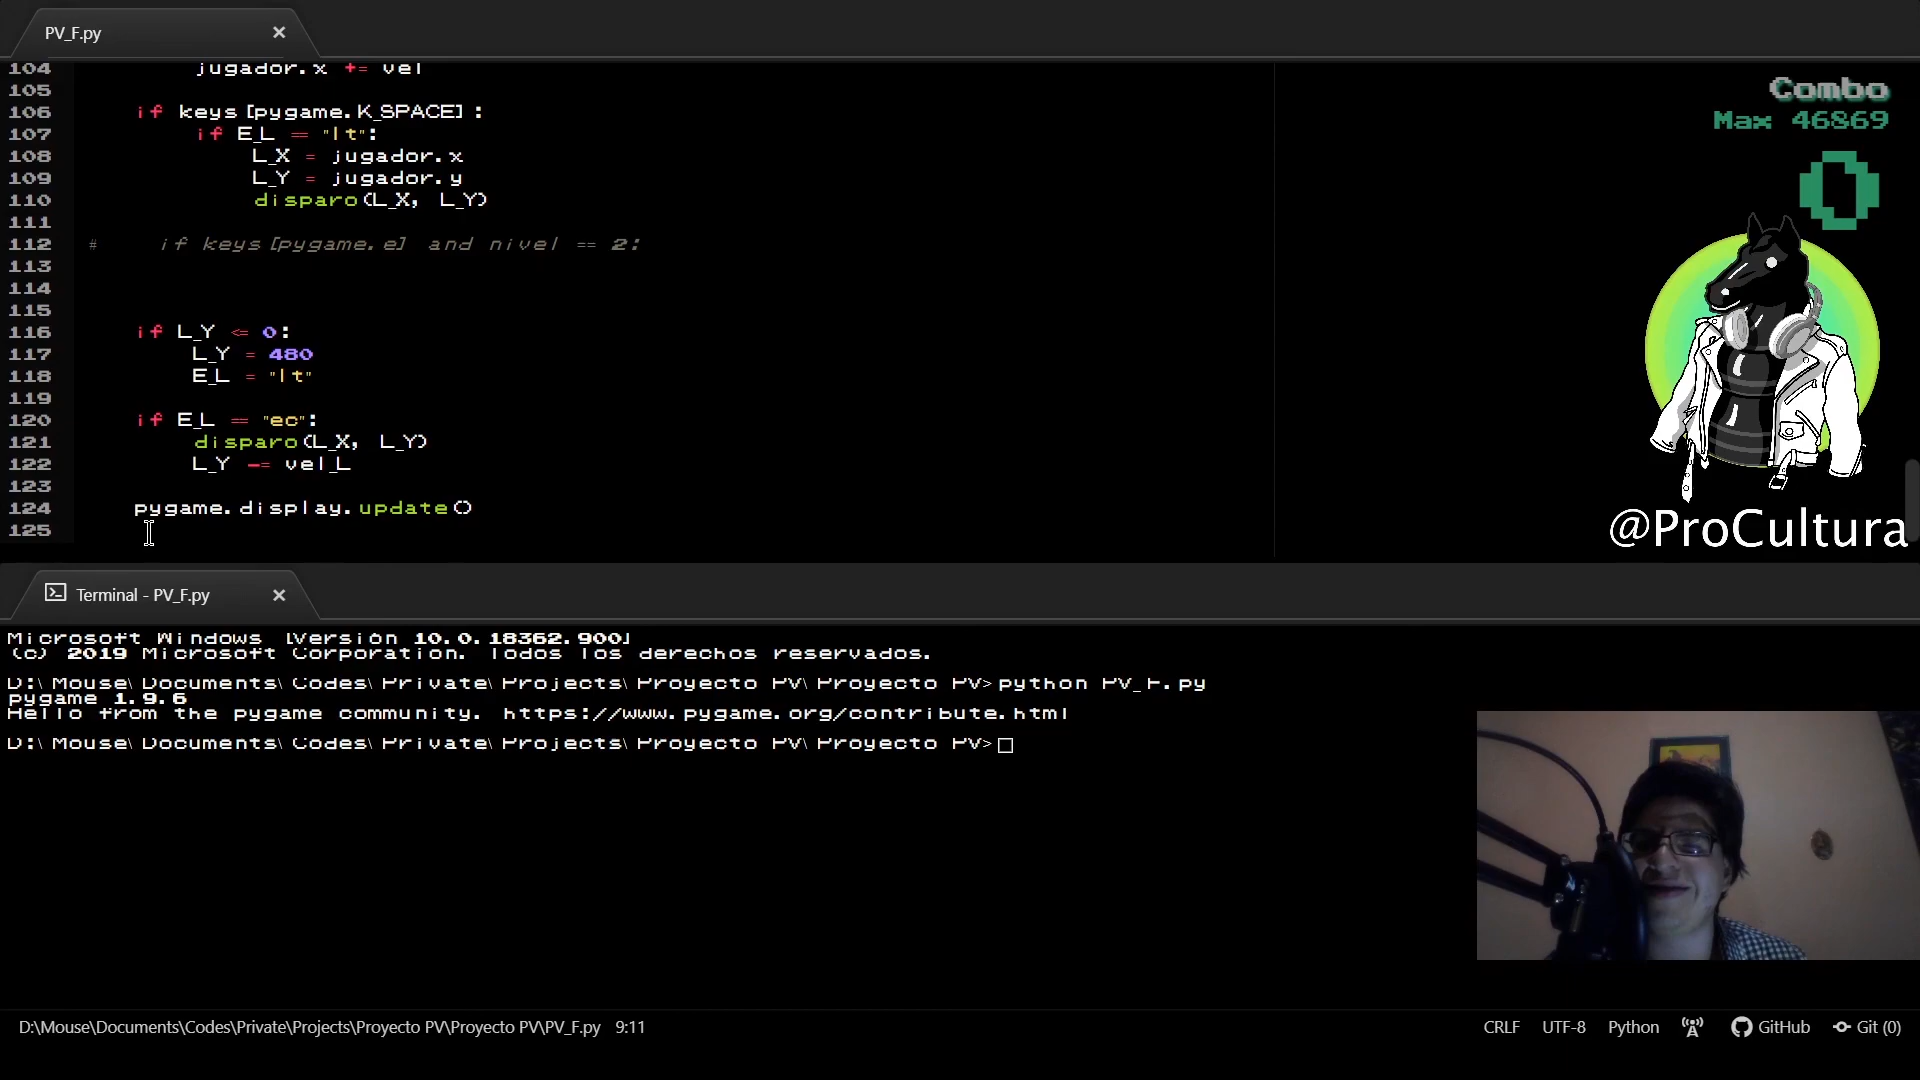 PV_F.py
104 jugador.x += vel
105
106 if keys[pygame.K_SPACE]:
107 if E_L == "lt":
108 L_X = jugador.x
109 L_Y = jugador.y
110 disparo(L_X, L_Y)
111
112 # if keys[pygame.e] and nivel == 2:
113
114
115
116 if L_Y <= 0:
117 L_Y = 480
118 E_L = "lt"
119
120 if E_L == "ec":
121 disparo(L_X, L_Y)
122 L_Y -= vel_L
123
124 pygame.display.update()
125
Combo
Max 46869
0
@ProCultura
Terminal - PV_F.py
Microsoft Windows [Versión 10.0.18362.900]
(c) 2019 Microsoft Corporation. Todos los derechos reservados.
D:\Mouse\Documents\Codes\Private\Projects\Proyecto PV\Proyecto PV>python PV_F.py
pygame 1.9.6
Hello from the pygame community. https://www.pygame.org/contribute.html
D:\Mouse\Documents\Codes\Private\Projects\Proyecto PV\Proyecto PV>
D:\Mouse\Documents\Codes\Private\Projects\Proyecto PV\Proyecto PV\PV_F.py 9:11
CRLF UTF-8 Python GitHub Git (0)